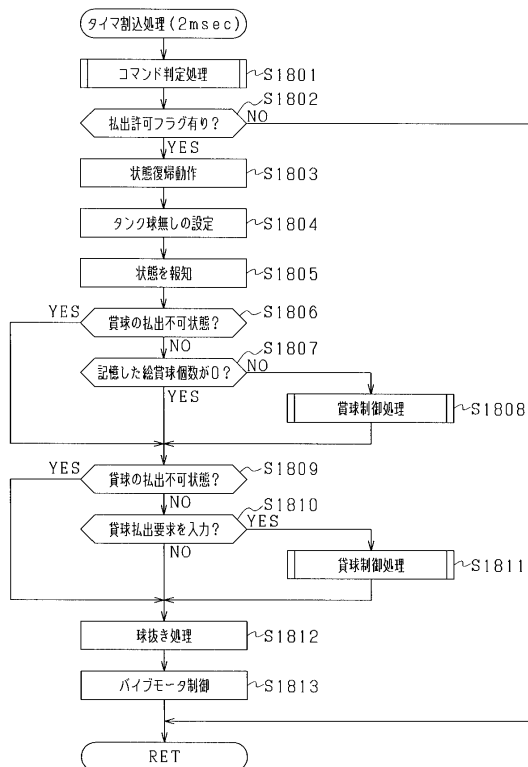 タイマ割込処理(2msec)
コマンド判定処理
S1801
払出許可フラグ有り?
S1802
NO
YES
状態復帰動作
S1803
タンク球無しの設定
S1804
状態を報知
S1805
YES
賞球の払出不可状態?
S1806
NO
記憶した総賞球個数が0?
S1807
NO
YES
賞球制御処理
S1808
YES
貸球の払出不可状態?
S1809
NO
貸球払出要求を入力?
S1810
YES
NO
貸球制御処理
S1811
球抜き処理
S1812
バイブモータ制御
S1813
RET